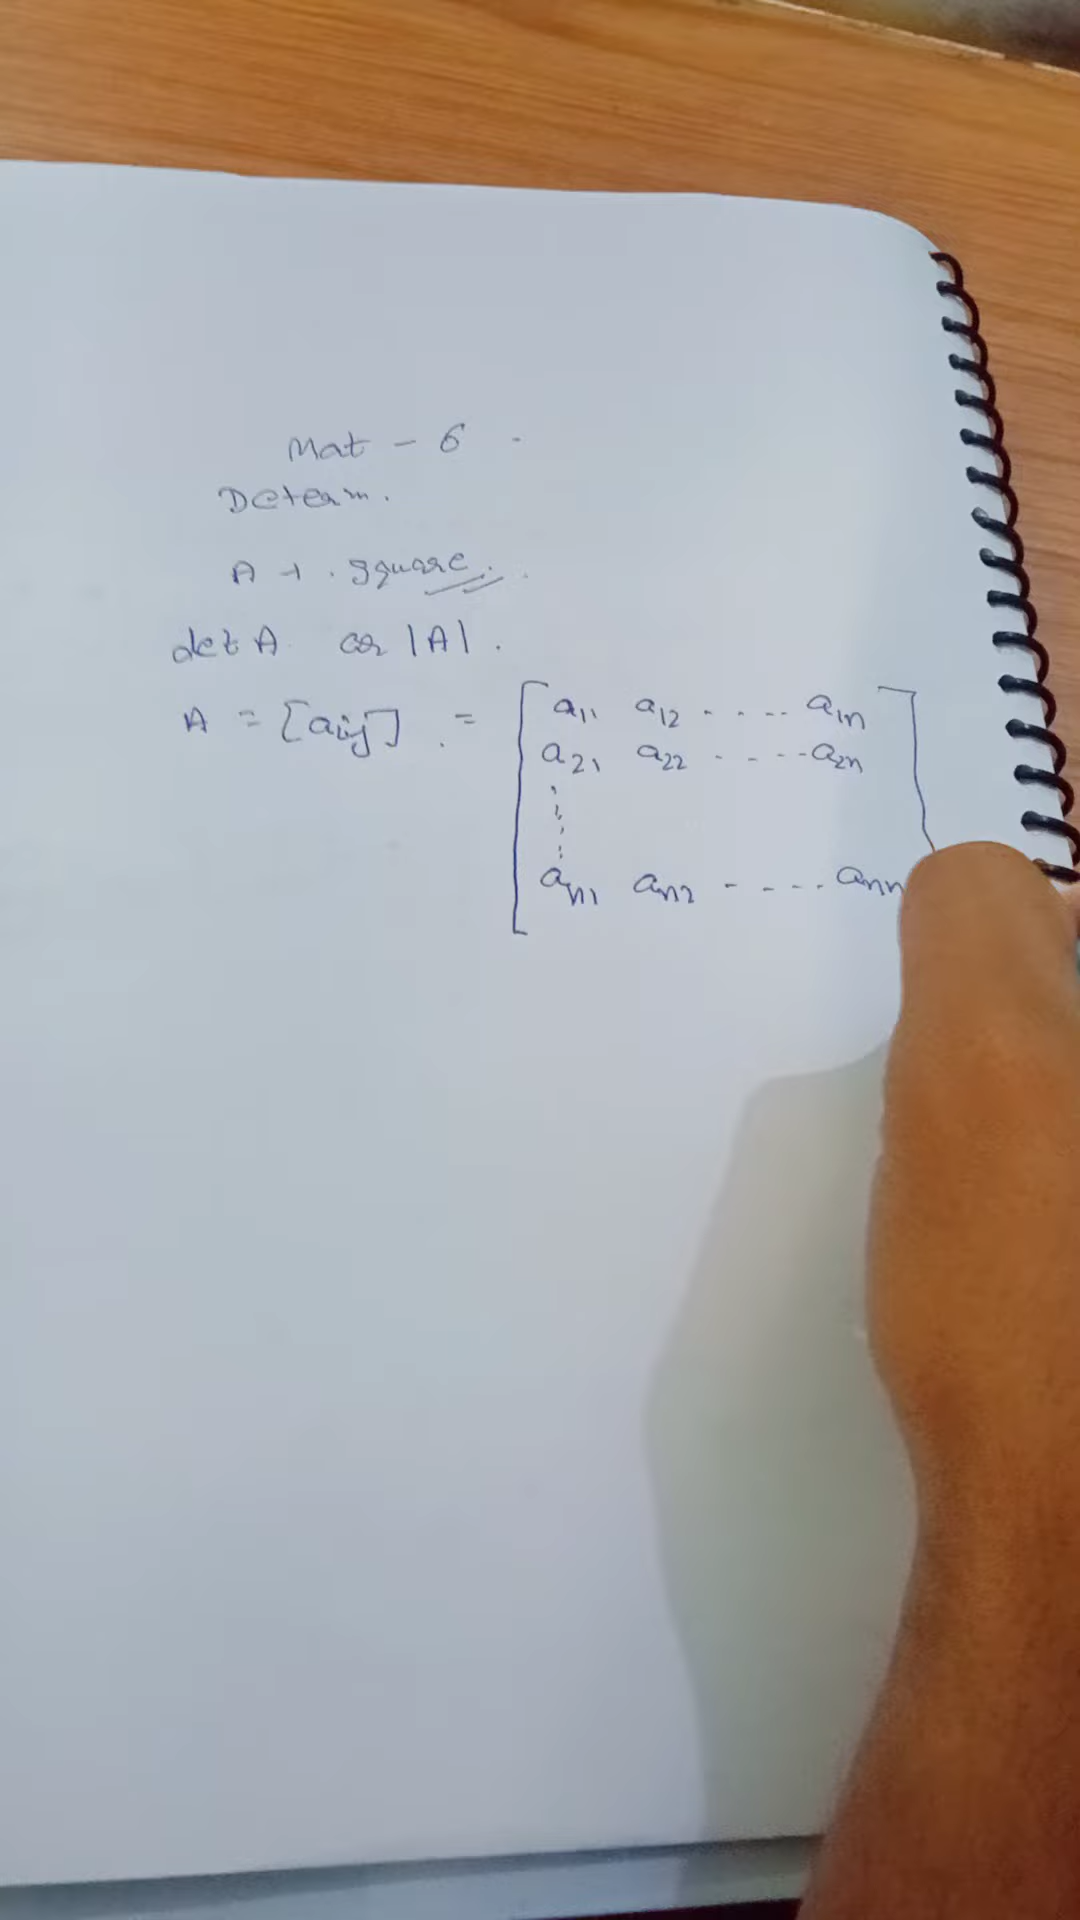 Mat - 6 .
Determ.
A → . square.
det A or |A| .
A = [aij] . = [ a11 a12 . . . . . a1n
a21 a22 . . . . . a2n
an1 an2 - . . . . ann ]